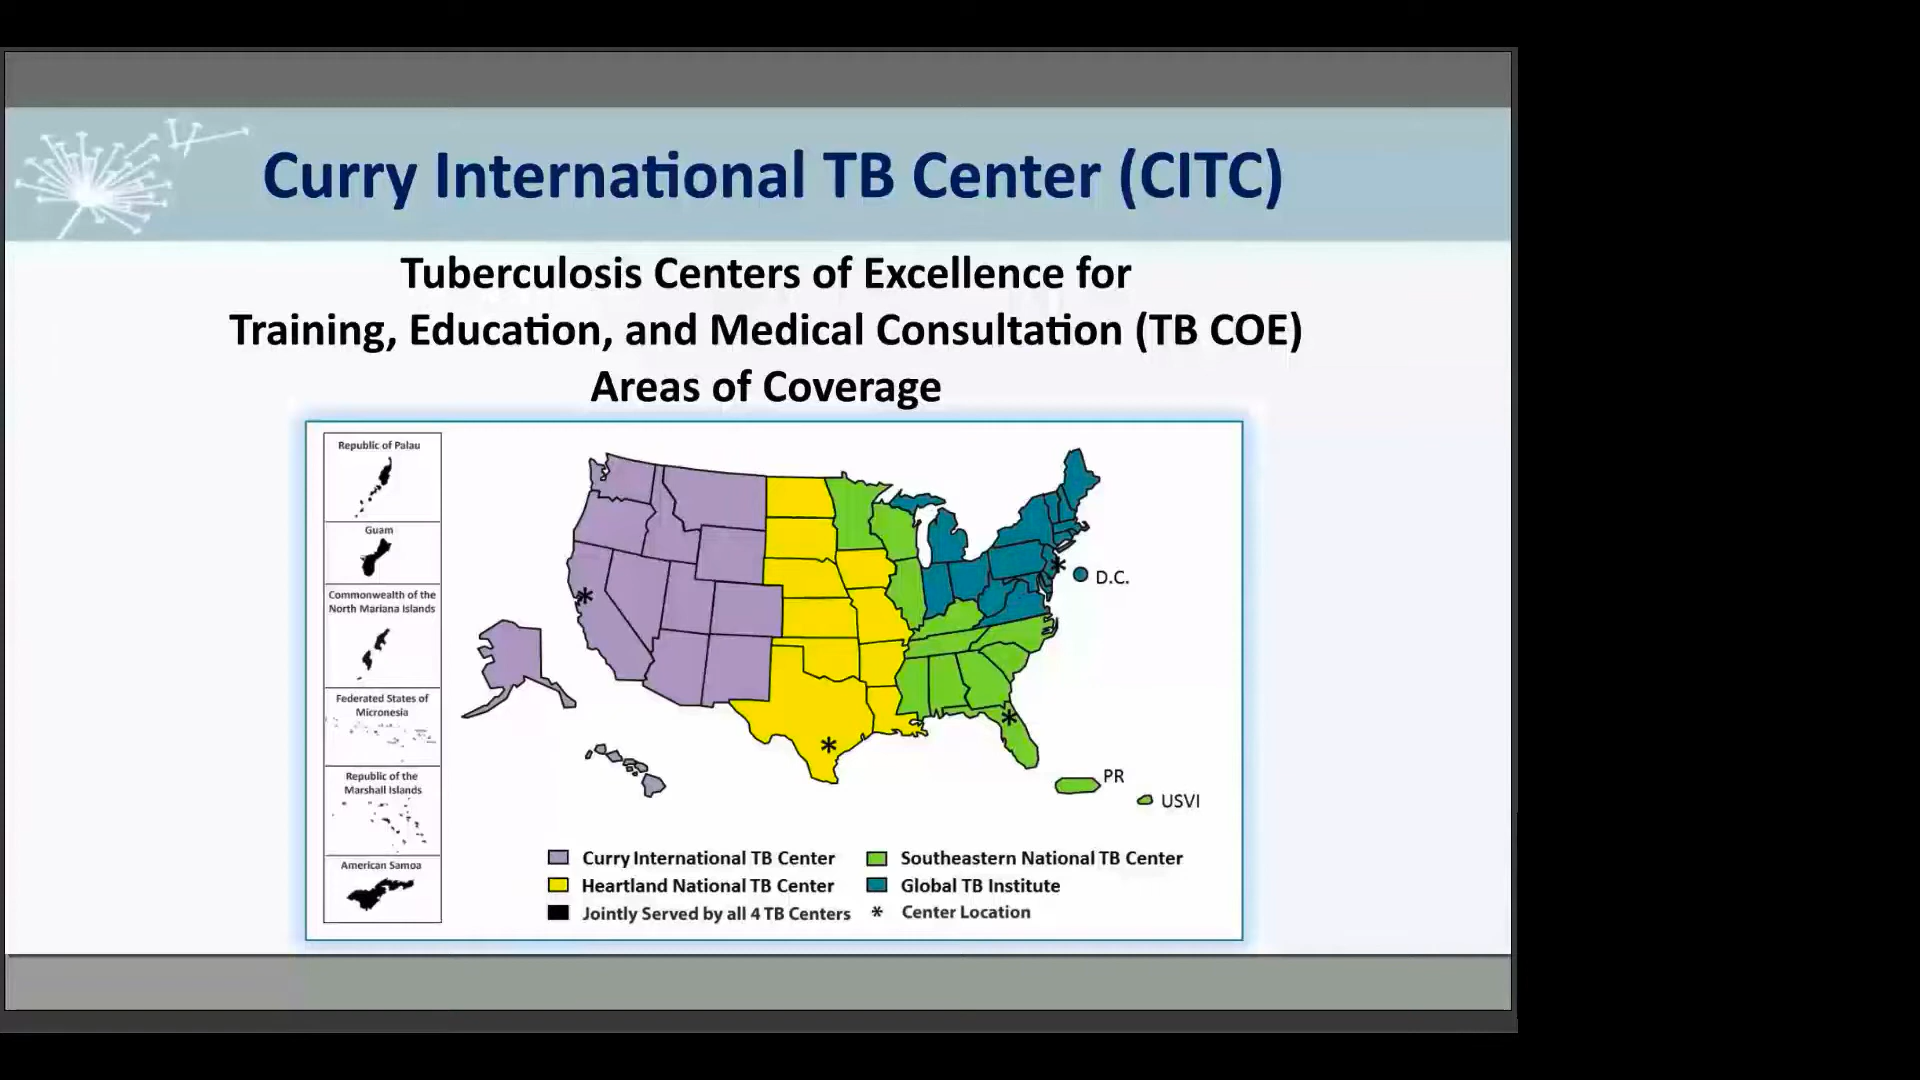 Curry International TB Center (CITC)
Tuberculosis Centers of Excellence for
Training, Education, and Medical Consultation (TB COE)
Areas of Coverage
Republic of Palau
Guam
Commonwealth of the
North Mariana Islands
Federated States of
Micronesia
Republic of the
Marshall Islands
American Samoa
*
*
*
*
D.C.
PR
USVI
Curry International TB Center
Southeastern National TB Center
Heartland National TB Center
Global TB Institute
Jointly Served by all 4 TB Centers
* Center Location